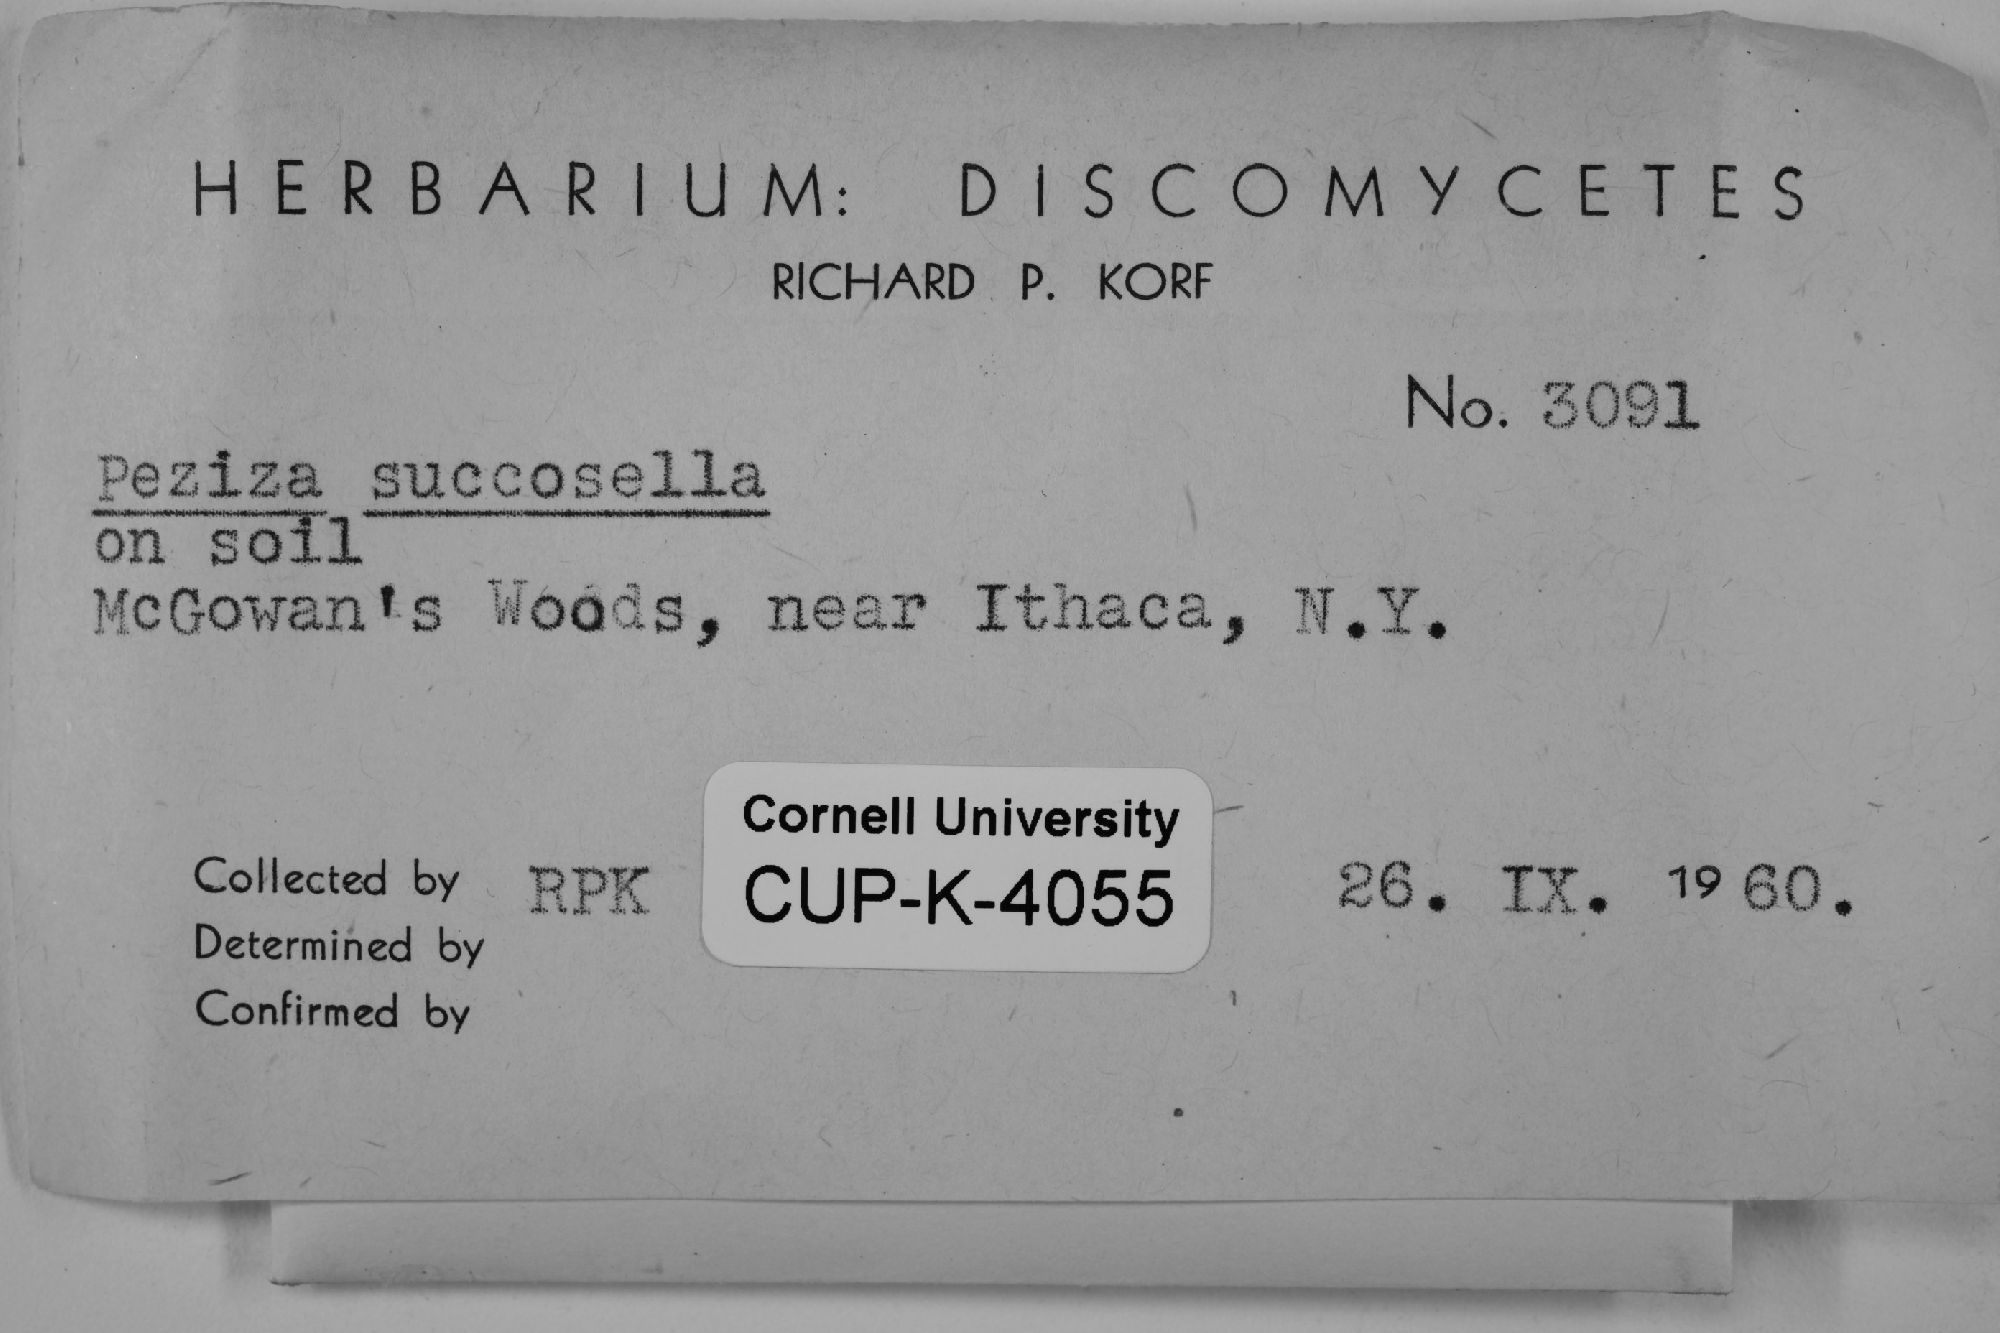 HERBARIUM: DISCOMYCETES
RICHARD P. KORF
No. 3091
Peziza succosella
on soil
McGowan's Woods, near Ithaca, N.Y.
Cornell University
CUP-K-4055
Collected by RPK 26. IX. 1960.
Determined by
Confirmed by